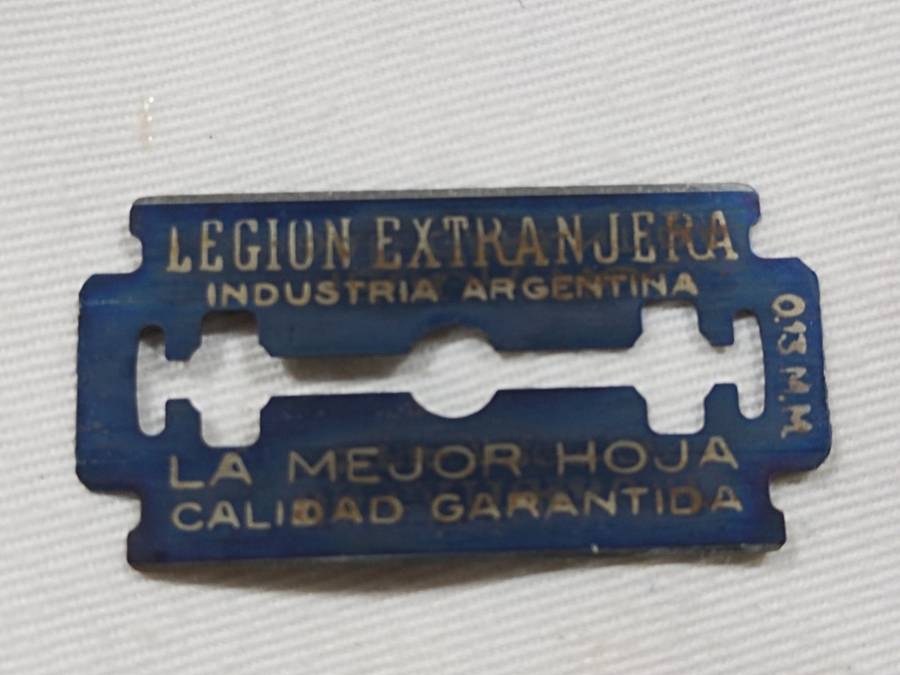 LEGION EXTRANJERA
INDUSTRIA ARGENTINA
0.13 M.M
LA MEJOR HOJA
CALIDAD GARANTIDA